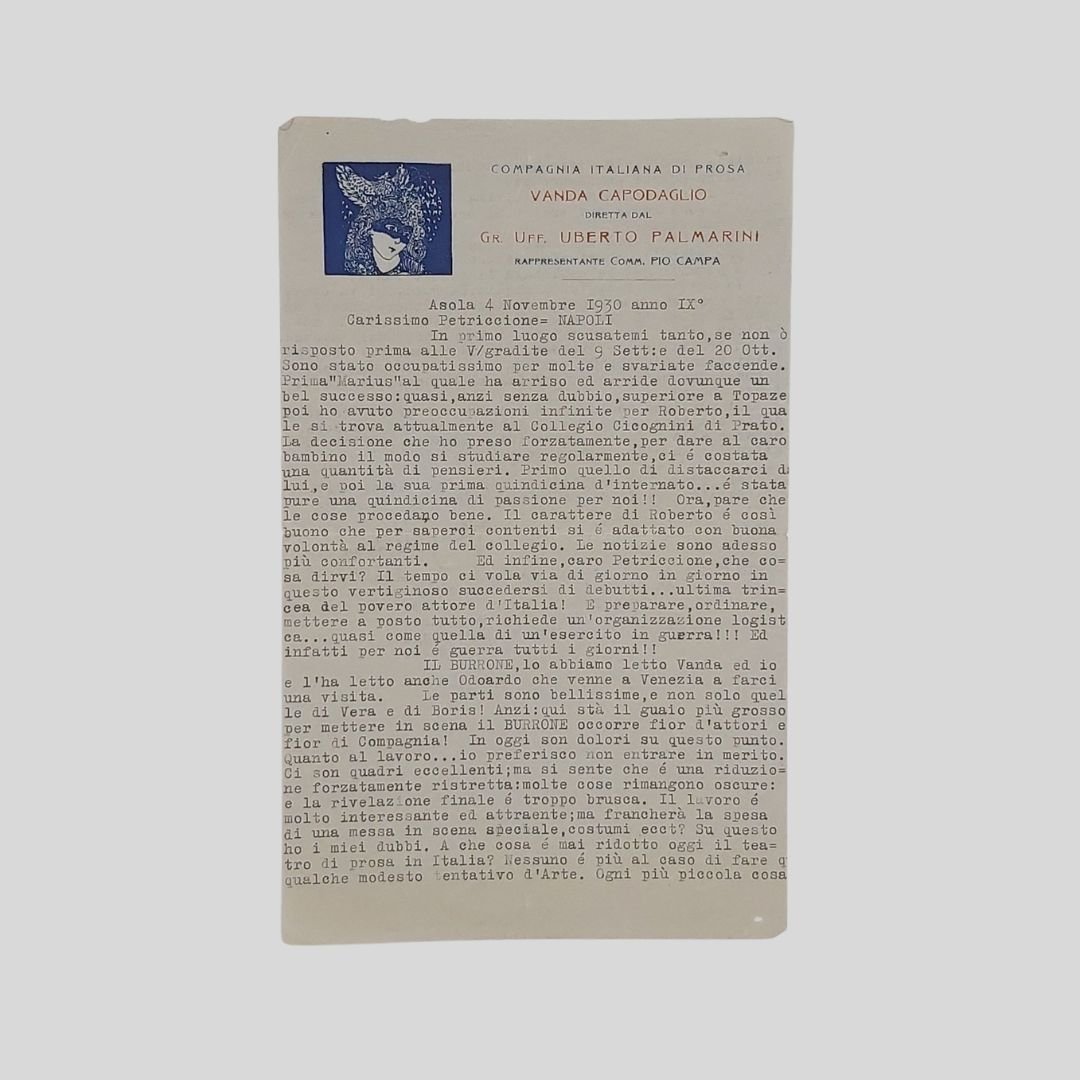 COMPAGNIA ITALIANA DI PROSA
VANDA CAPODAGLIO
DIRETTA DAL
GR. UFF. UBERTO PALMARINI
RAPPRESENTANTE COMM. PIO CAMPA
Asola 4 Novembre 1930 anno IX°
Carissimo Petriccione= NAPOLI
In primo luogo scusatemi tanto,se non ò
risposto prima alle V/gradite del 9 Sett:e del 20 Ott.
Sono stato occupatissimo per molte e svariate faccende.
Prima"Marius"al quale ha arriso ed arride dovunque un
bel successo:quasi,anzi senza dubbio,superiore a Topaze
poi ho avuto preoccupazioni infinite per Roberto,il qua
le si trova attualmente al Collegio Cicognini di Prato.
La decisione che ho preso forzatamente,per dare al caro
bambino il modo si studiare regolarmente,ci é costata
una quantità di pensieri. Primo quello di distaccarci d
lui,e poi la sua prima quindicina d'internato...é stata
pure una quindicina di passione per noi!! Ora,pare che
le cose procedano bene. Il carattere di Roberto é così
buono che per saperci contenti si é adattato con buona
volontà al regime del collegio. Le notizie sono adesso
più confortanti. Ed infine,caro Petriccione,che co=
sa dirvi? Il tempo ci vola via di giorno in giorno in
questo vertiginoso succedersi di debutti...ultima trin=
cea del povero attore d'Italia! E preparare,ordinare,
mettere a posto tutto,richiede un'organizzazione logist
ca...quasi come quella di un'esercito in guerra!!! Ed
infatti per noi é guerra tutti i giorni!!
IL BURRONE,lo abbiamo letto Vanda ed io
e l'ha letto anche Odoardo che venne a Venezia a farci
una visita. Le parti sono bellissime,e non solo quel
le di Vera e di Boris! Anzi:qui stà il guaio più grosso
per mettere in scena il BURRONE occorre fior d'attori e
fior di Compagnia! In oggi son dolori su questo punto.
Quanto al lavoro...io preferisco non entrare in merito.
Ci son quadri eccellenti;ma si sente che é una riduzio=
ne forzatamente ristretta:molte cose rimangono oscure:
e la rivelazione finale é troppo brusca. Il lavoro é
molto interessante ed attraente;ma francherà la spesa
di una messa in scena speciale,costumi ecct? Su questo
ho i miei dubbi. A che cosa é mai ridotto oggi il tea=
tro di prosa in Italia? Nessuno é più al caso di fare q
qualche modesto tentativo d'Arte. Ogni più piccola cosa